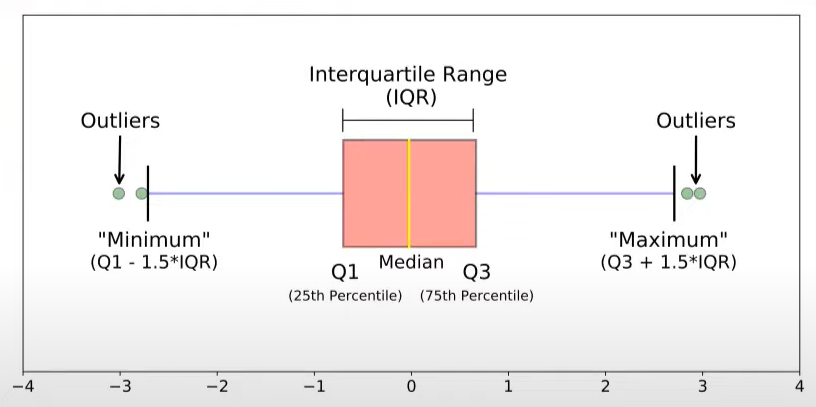 Interquartile Range
(IQR)
Outliers
Outliers
"Minimum"
(Q1 - 1.5*IQR)
"Maximum"
(Q3 + 1.5*IQR)
Median
Q1
Q3
(25th Percentile)
(75th Percentile)
−4
−3
−2
−1
0
1
2
3
4